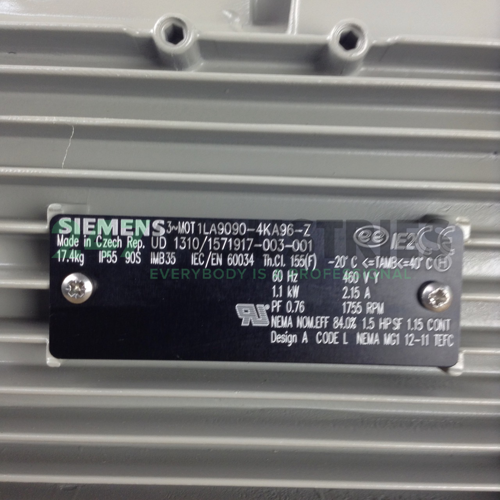 SIEMENS 3~MOT 1LA9090-4KA96-Z
Made in Czech Rep. UD 1310/1571917-003-001 IE2 CE
17.4kg IP55 90S IMB35 IEC/EN 60034 Th.Cl. 155(F) -20°C <=TAMB<=40°C H
60 Hz 460 V Y
1.1 kW 2.15 A
PF 0.76 1755 RPM
NEMA NOM.EFF 84.0% 1.5 HP SF 1.15 CONT
Design A CODE L NEMA MG1 12-11 TEFC
EVERYBODY IS A PROFESSIONAL